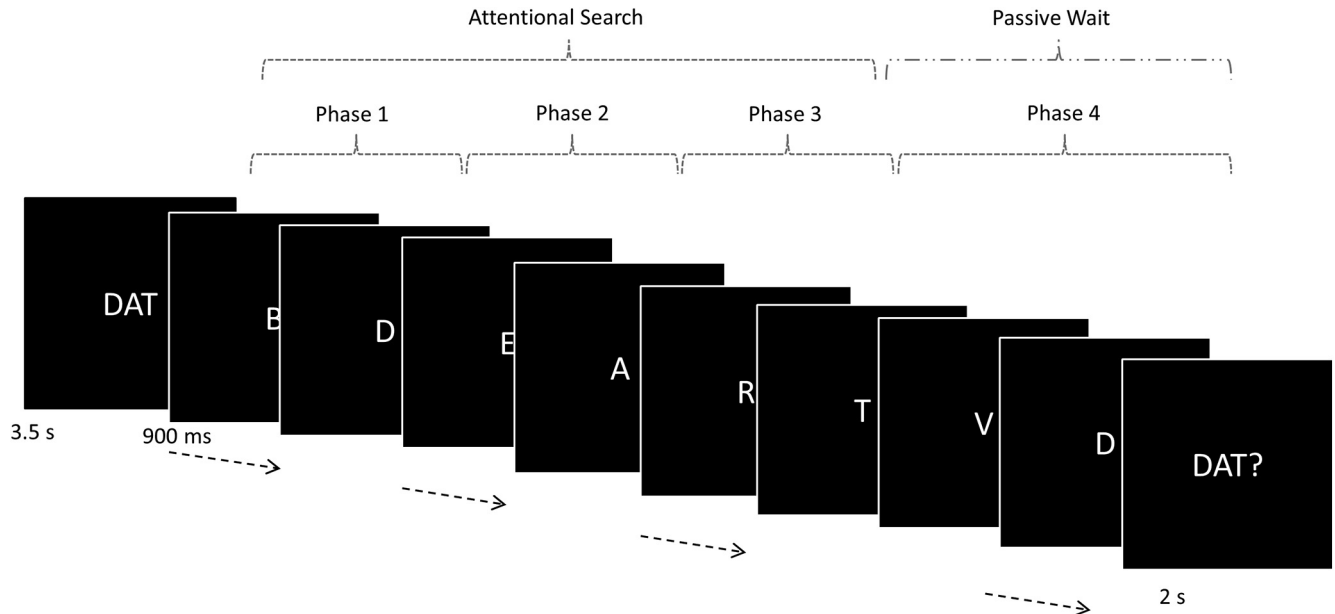 Attentional Search
Passive Wait
Phase 1
Phase 2
Phase 3
Phase 4
DAT
B
D
E
A
R
T
V
D
DAT?
3.5 s
900 ms
2 s